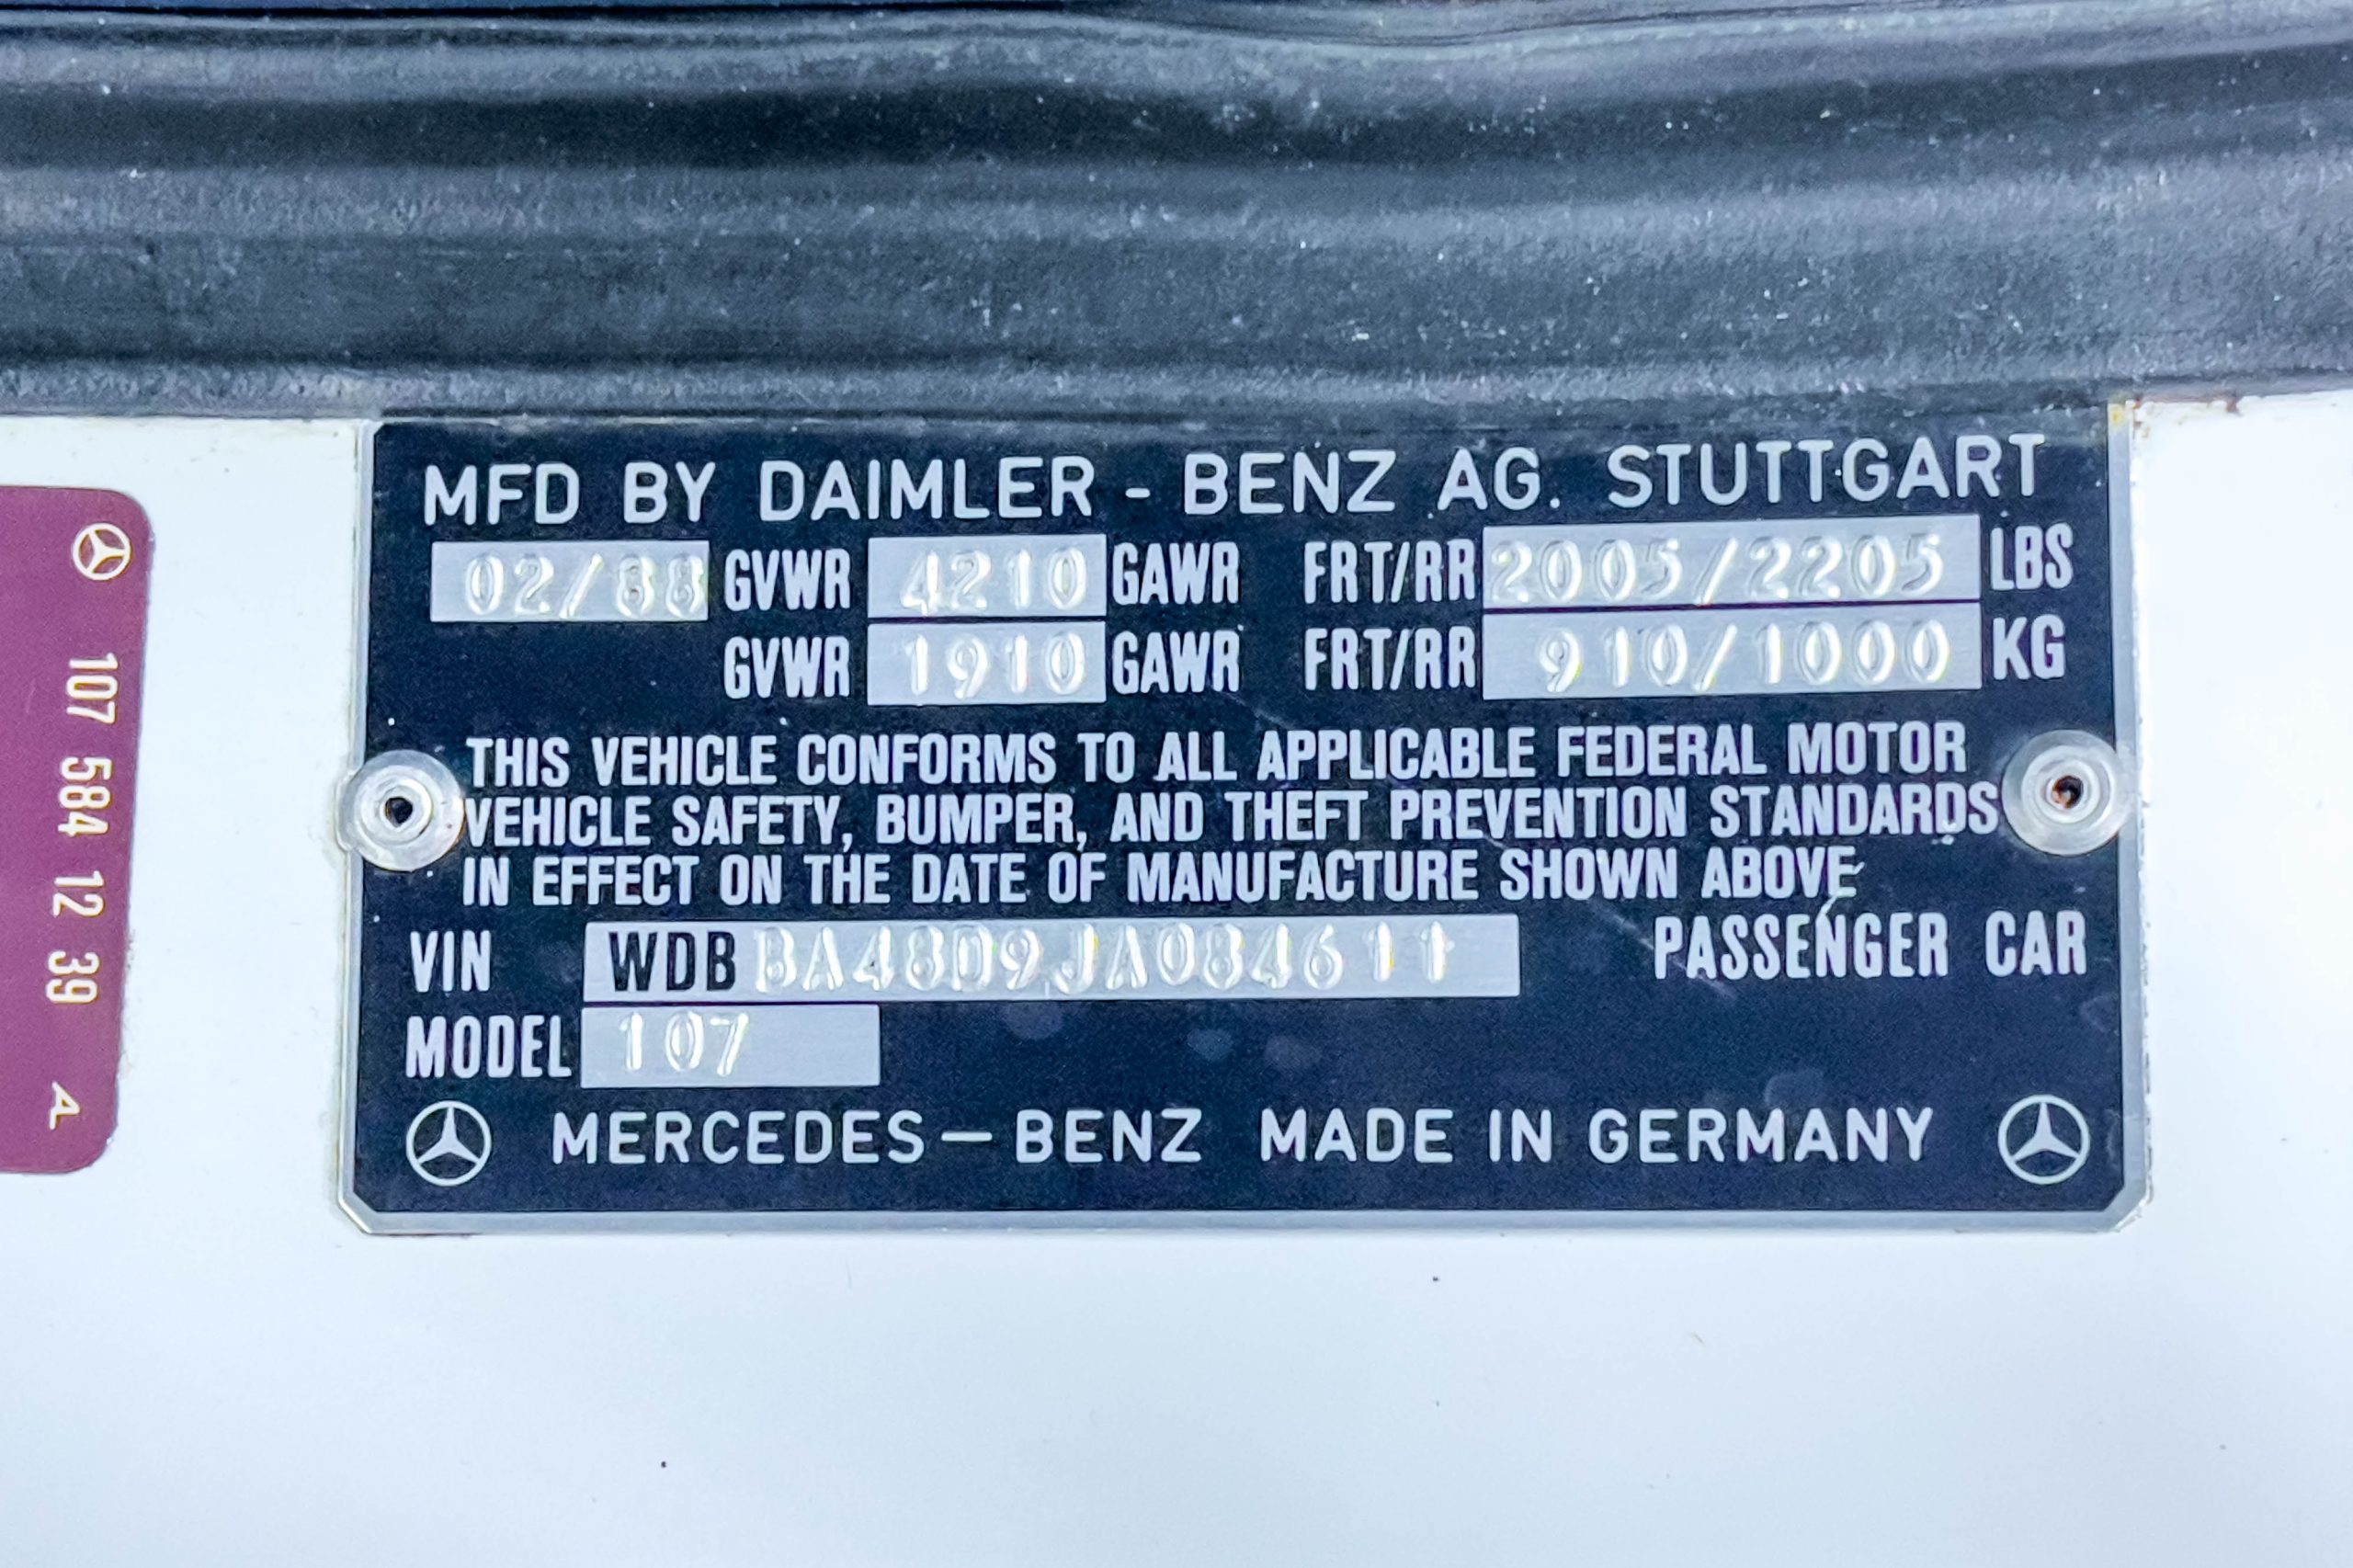 MFD BY DAIMLER - BENZ AG. STUTTGART
02/88 GVWR 4210 GAWR FRT/RR 2005/2205 LBS
GVWR 1910 GAWR FRT/RR 910/1000 KG
THIS VEHICLE CONFORMS TO ALL APPLICABLE FEDERAL MOTOR
VEHICLE SAFETY, BUMPER, AND THEFT PREVENTION STANDARDS
IN EFFECT ON THE DATE OF MANUFACTURE SHOWN ABOVE
VIN WDBBA48D9JA084611 PASSENGER CAR
MODEL 107
MERCEDES–BENZ MADE IN GERMANY
107 584 12 39 A